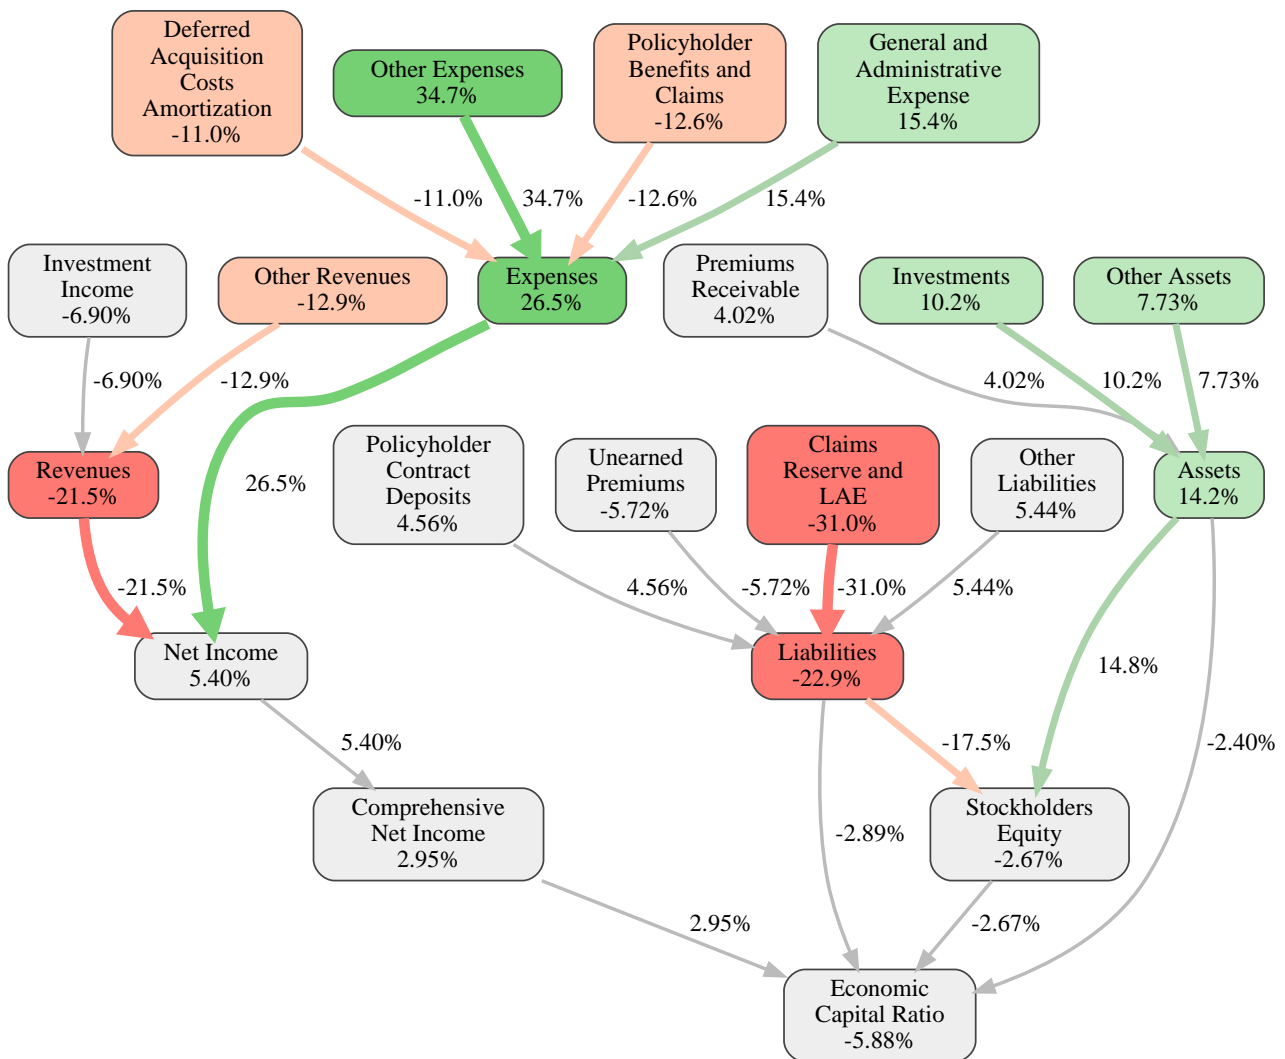 Deferred
Acquisition
Costs
Amortization
-11.0%
Other Expenses
34.7%
Policyholder
Benefits and
Claims
-12.6%
General and
Administrative
Expense
15.4%
-11.0%
34.7%
-12.6%
15.4%
Investment
Income
-6.90%
Other Revenues
-12.9%
Expenses
26.5%
Premiums
Receivable
4.02%
Investments
10.2%
Other Assets
7.73%
-6.90%
-12.9%
4.02%
10.2%
7.73%
Revenues
-21.5%
26.5%
Policyholder
Contract
Deposits
4.56%
Unearned
Premiums
-5.72%
Claims
Reserve and
LAE
-31.0%
Other
Liabilities
5.44%
Assets
14.2%
-21.5%
4.56%
-5.72%
-31.0%
5.44%
Net Income
5.40%
Liabilities
-22.9%
14.8%
5.40%
-17.5%
-2.40%
Comprehensive
Net Income
2.95%
-2.89%
Stockholders
Equity
-2.67%
2.95%
-2.67%
Economic
Capital Ratio
-5.88%